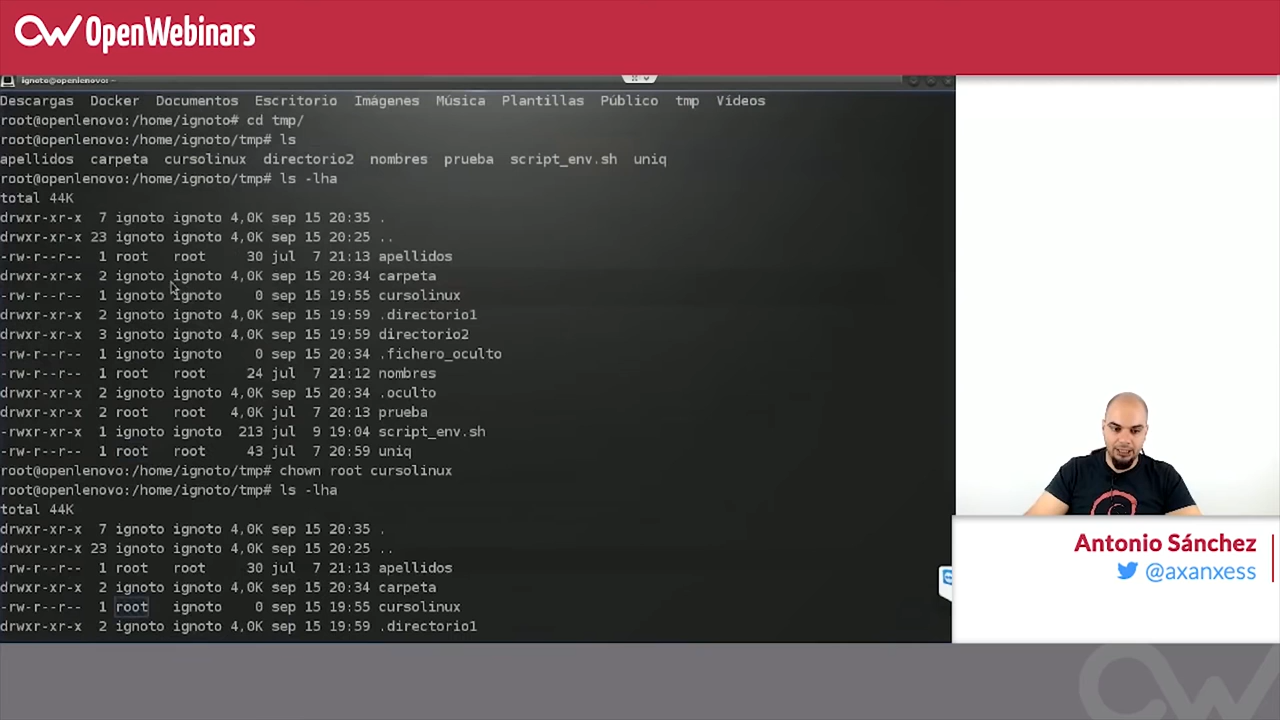 OpenWebinars
ignoto@openlenovo: ~
Descargas Docker Documentos Escritorio Imágenes Música Plantillas Público tmp Vídeos
root@openlenovo:/home/ignoto# cd tmp/
root@openlenovo:/home/ignoto/tmp# ls
apellidos carpeta cursolinux directorio2 nombres prueba script_env.sh uniq
root@openlenovo:/home/ignoto/tmp# ls -lha
total 44K
drwxr-xr-x 7 ignoto ignoto 4,0K sep 15 20:35 .
drwxr-xr-x 23 ignoto ignoto 4,0K sep 15 20:25 ..
-rw-r--r-- 1 root root 30 jul 7 21:13 apellidos
drwxr-xr-x 2 ignoto ignoto 4,0K sep 15 20:34 carpeta
-rw-r--r-- 1 ignoto ignoto 0 sep 15 19:55 cursolinux
drwxr-xr-x 2 ignoto ignoto 4,0K sep 15 19:59 .directorio1
drwxr-xr-x 3 ignoto ignoto 4,0K sep 15 19:59 directorio2
-rw-r--r-- 1 ignoto ignoto 0 sep 15 20:34 .fichero_oculto
-rw-r--r-- 1 root root 24 jul 7 21:12 nombres
drwxr-xr-x 2 ignoto ignoto 4,0K sep 15 20:34 .oculto
drwxr-xr-x 2 root root 4,0K jul 7 20:13 prueba
-rwxr-xr-x 1 ignoto ignoto 213 jul 9 19:04 script_env.sh
-rw-r--r-- 1 root root 43 jul 7 20:59 uniq
root@openlenovo:/home/ignoto/tmp# chown root cursolinux
root@openlenovo:/home/ignoto/tmp# ls -lha
total 44K
drwxr-xr-x 7 ignoto ignoto 4,0K sep 15 20:35 .
drwxr-xr-x 23 ignoto ignoto 4,0K sep 15 20:25 ..
-rw-r--r-- 1 root root 30 jul 7 21:13 apellidos
drwxr-xr-x 2 ignoto ignoto 4,0K sep 15 20:34 carpeta
-rw-r--r-- 1 root ignoto 0 sep 15 19:55 cursolinux
drwxr-xr-x 2 ignoto ignoto 4,0K sep 15 19:59 .directorio1
Antonio Sánchez
@axanxess